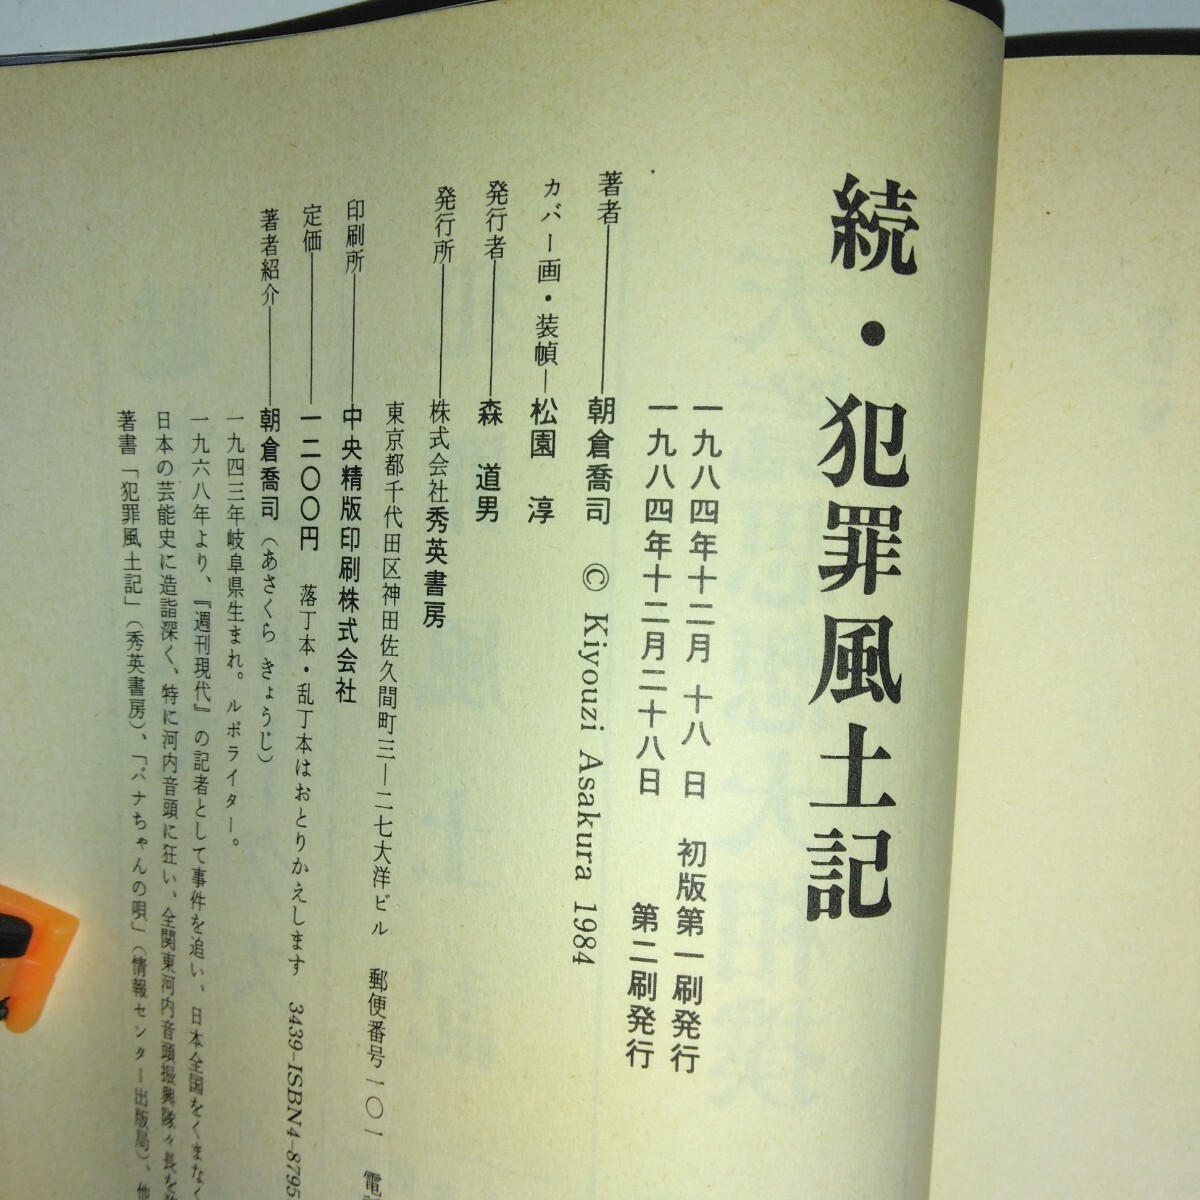 続・犯罪風土記
一九八四年十二月 十八 日　初版第一刷発行
一九八四年十二月二十八日　第二刷発行
著者――朝倉喬司　© Kiyouzi Asakura 1984
カバー画・装幀―松園　淳
発行者――森　道男
発行所――株式会社秀英書房
東京都千代田区神田佐久間町三―二七大洋ビル　郵便番号一〇一　電
印刷所――中央精版印刷株式会社
定価――一二〇〇円　落丁本・乱丁本はおとりかえします　3439-ISBN4-8795
著者紹介――朝倉喬司（あさくら きょうじ）
一九四三年岐阜県生まれ。ルポライター。
一九六八年より、『週刊現代』の記者として事件を追い、日本全国をくまなく
日本の芸能史に造詣深く、特に河内音頭に狂い、全関東河内音頭振興隊々長を
著書「犯罪風土記」（秀英書房）、「バナちゃんの唄」（情報センター出版局）、他